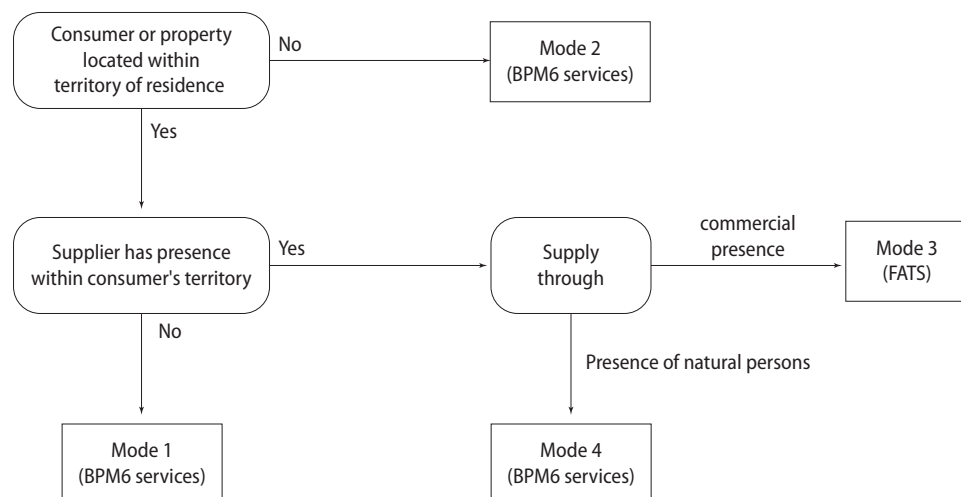 Consumer or property
located within
territory of residence
No
Mode 2
(BPM6 services)
Yes
Supplier has presence
within consumer's territory
Yes
Supply
through
commercial
presence
Mode 3
(FATS)
No
Presence of natural persons
Mode 1
(BPM6 services)
Mode 4
(BPM6 services)